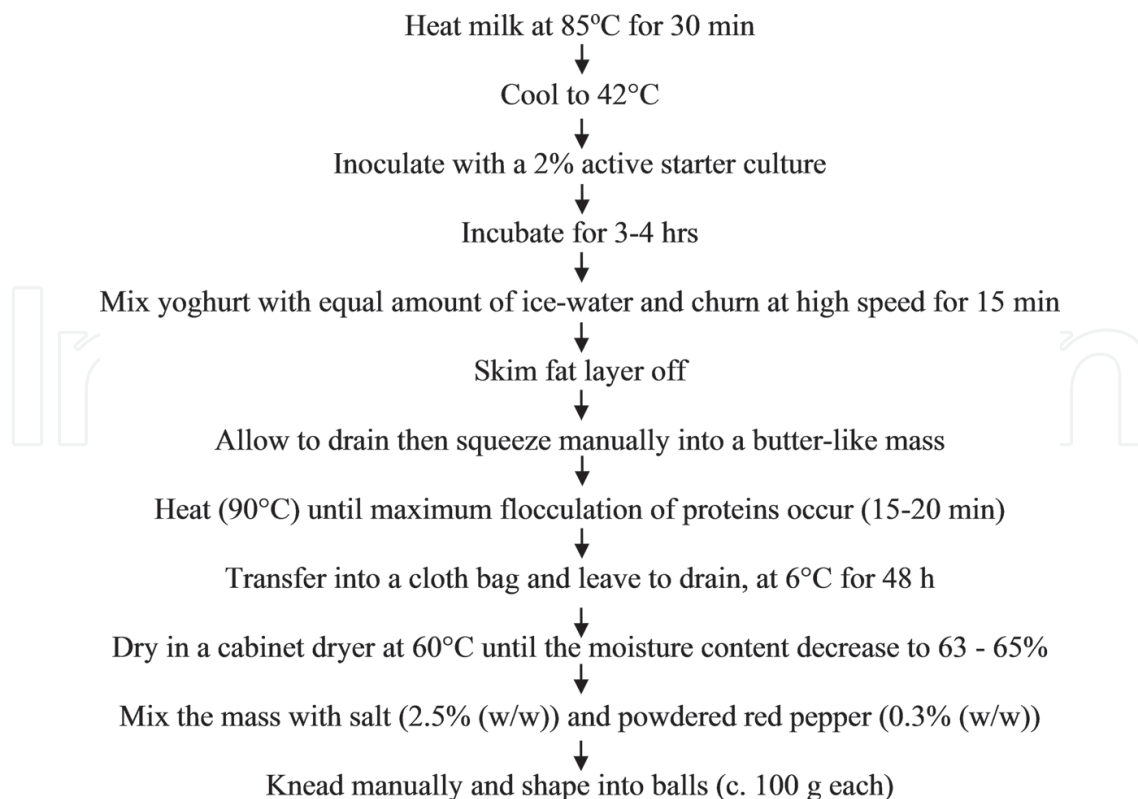 Heat milk at 85ºC for 30 min
Cool to 42°C
Inoculate with a 2% active starter culture
Incubate for 3-4 hrs
Mix yoghurt with equal amount of ice-water and churn at high speed for 15 min
Skim fat layer off
Allow to drain then squeeze manually into a butter-like mass
Heat (90°C) until maximum flocculation of proteins occur (15-20 min)
Transfer into a cloth bag and leave to drain, at 6°C for 48 h
Dry in a cabinet dryer at 60°C until the moisture content decrease to 63 - 65%
Mix the mass with salt (2.5% (w/w)) and powdered red pepper (0.3% (w/w))
Knead manually and shape into balls (c. 100 g each)